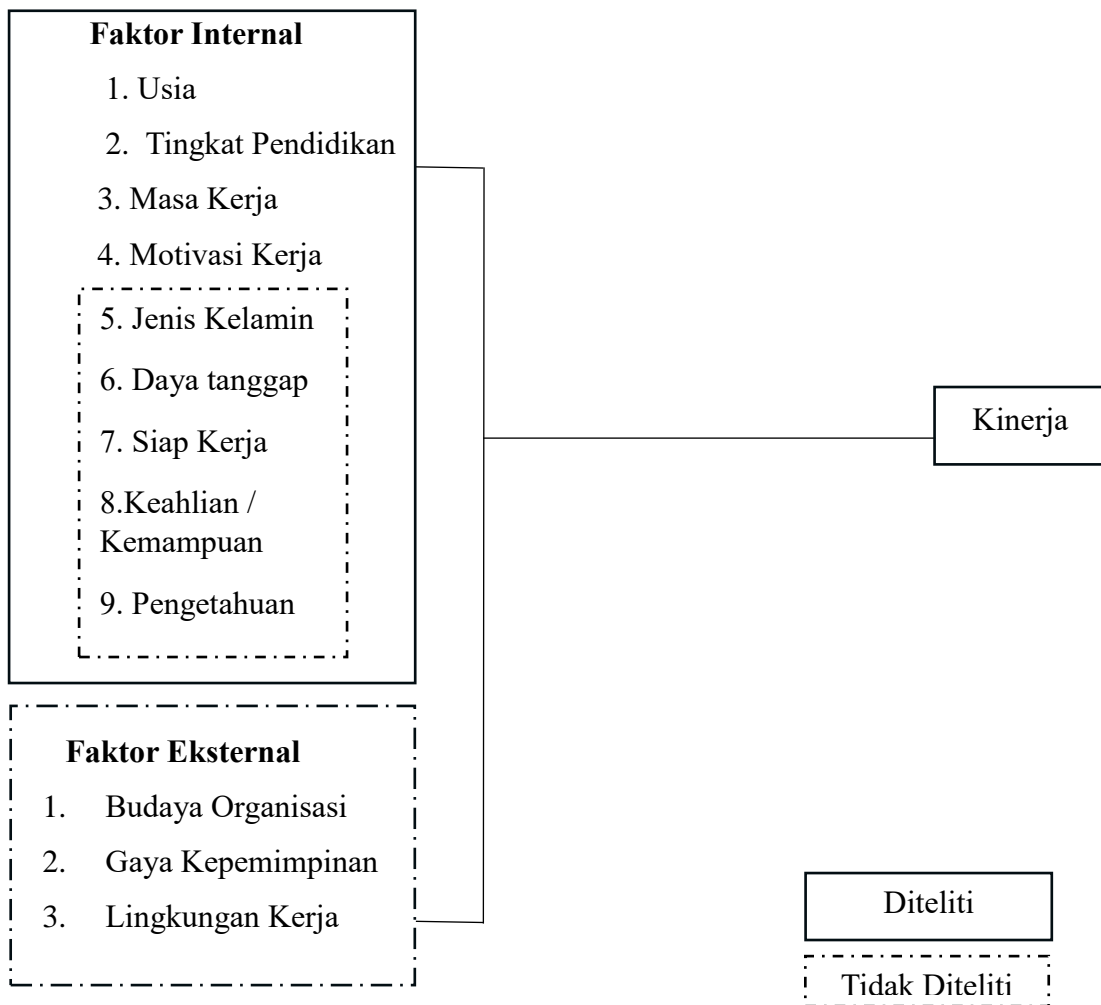 Faktor Internal
1. Usia
2. Tingkat Pendidikan
3. Masa Kerja
4. Motivasi Kerja
5. Jenis Kelamin
6. Daya tanggap
7. Siap Kerja
8.Keahlian /
Kemampuan
9. Pengetahuan
Kinerja
Faktor Eksternal
1. Budaya Organisasi
2. Gaya Kepemimpinan
3. Lingkungan Kerja
Diteliti
Tidak Diteliti